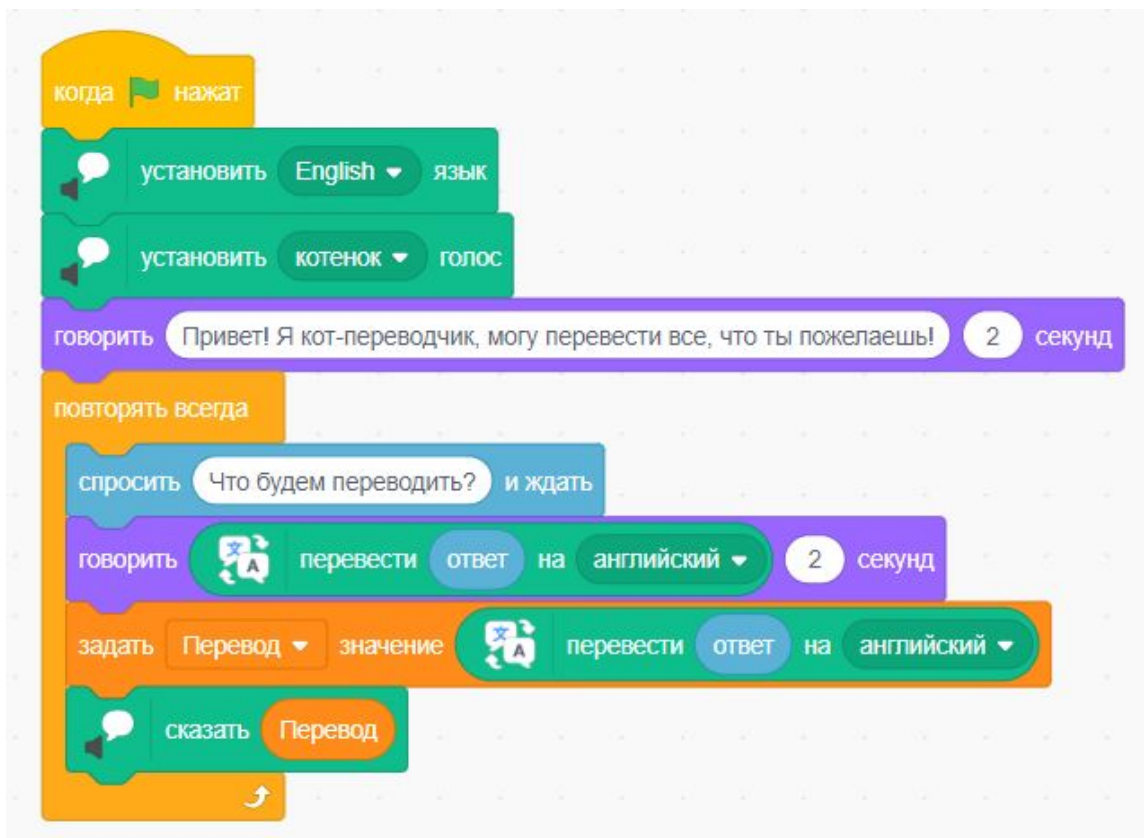 когда нажат
установить English язык
установить котенок голос
говорить Привет! Я кот-переводчик, могу перевести все, что ты пожелаешь! 2 секунд
повторять всегда
спросить Что будем переводить? и ждать
говорить перевести ответ на английский 2 секунд
задать Перевод значение перевести ответ на английский
сказать Перевод